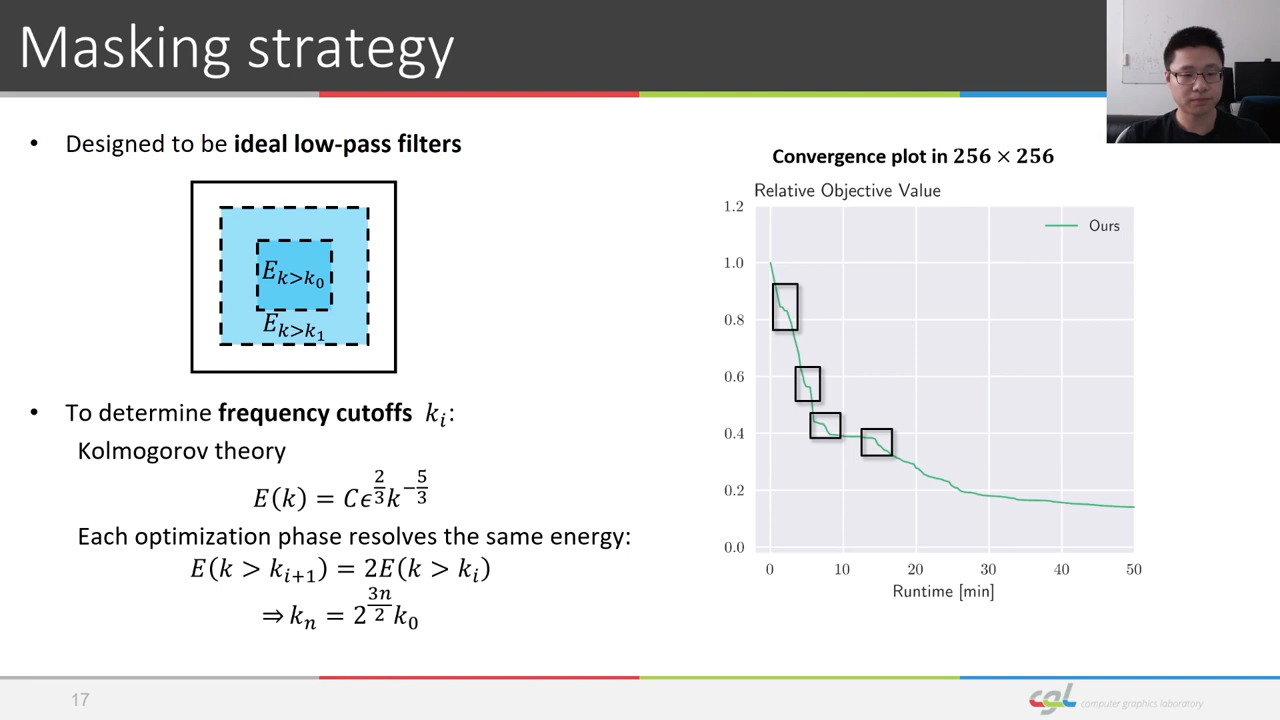 Masking strategy
• Designed to be ideal low-pass filters
E_{k>k_0}
E_{k>k_1}
• To determine frequency cutoffs k_i:
Kolmogorov theory
E(k) = Cϵ^{2/3}k^{-5/3}
Each optimization phase resolves the same energy:
E(k > k_{i+1}) = 2E(k > k_i)
⇒ k_n = 2^{3n/2} k_0
Convergence plot in 256 × 256
Relative Objective Value
1.2
1.0
0.8
0.6
0.4
0.2
0.0
Ours
0 10 20 30 40 50
Runtime [min]
17
cgl computer graphics laboratory